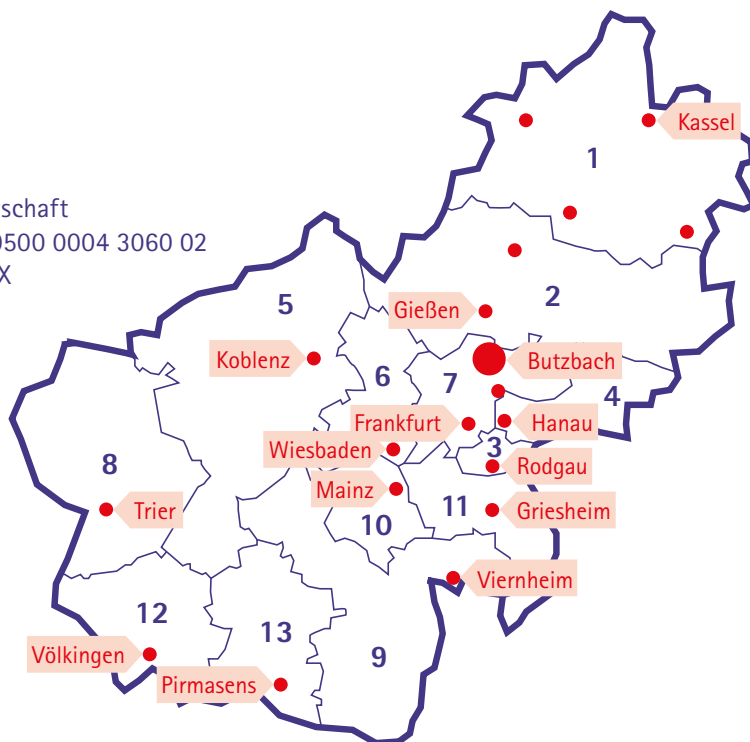 Kassel
1
schaft
0500 0004 3060 02
X
2
5
Gießen
Koblenz
Butzbach
6
7
4
Frankfurt
Hanau
3
Wiesbaden
8
Rodgau
Mainz
Trier
11
Griesheim
10
Viernheim
12
13
9
Völkingen
Pirmasens